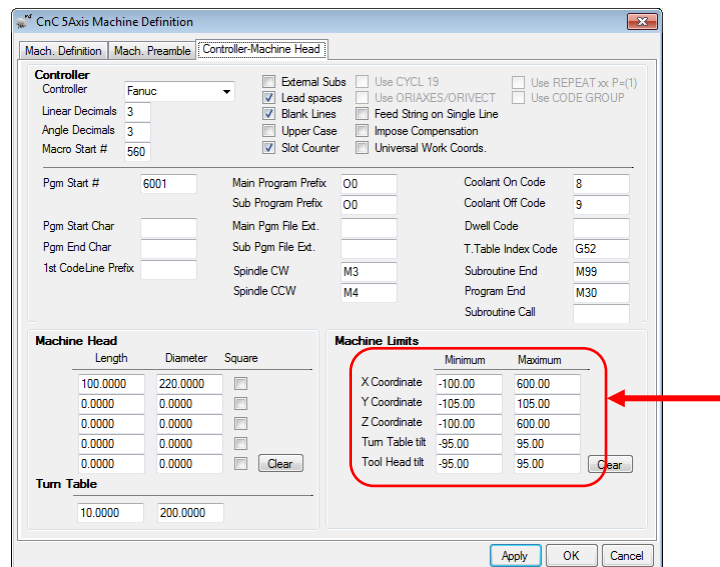 CnC 5Axis Machine Definition
Mach. Definition Mach. Preamble Controller-Machine Head
Controller
Controller Fanuc
Linear Decimals 3
Angle Decimals 3
Macro Start # 560
External Subs Use CYCL 19 Use REPEAT xx P=(1)
Lead spaces Use ORIAXES/ORIVECT Use CODE GROUP
Blank Lines Feed String on Single Line
Upper Case Impose Compensation
Slot Counter Universal Work Coords.
Pgm Start # 6001 Main Program Prefix O0 Coolant On Code 8
Sub Program Prefix O0 Coolant Off Code 9
Pgm Start Char Main Pgm File Ext. Dwell Code
Pgm End Char Sub Pgm File Ext. T.Table Index Code G52
1st CodeLine Prefix Spindle CW M3 Subroutine End M99
Spindle CCW M4 Program End M30
Subroutine Call
Machine Head
Length Diameter Square
100.0000 220.0000
0.0000 0.0000
0.0000 0.0000
0.0000 0.0000
0.0000 0.0000 Clear
Turn Table
10.0000 200.0000
Machine Limits
Minimum Maximum
X Coordinate -100.00 600.00
Y Coordinate -105.00 105.00
Z Coordinate -100.00 600.00
Turn Table tilt -95.00 95.00
Tool Head tilt -95.00 95.00 Clear
Apply OK Cancel